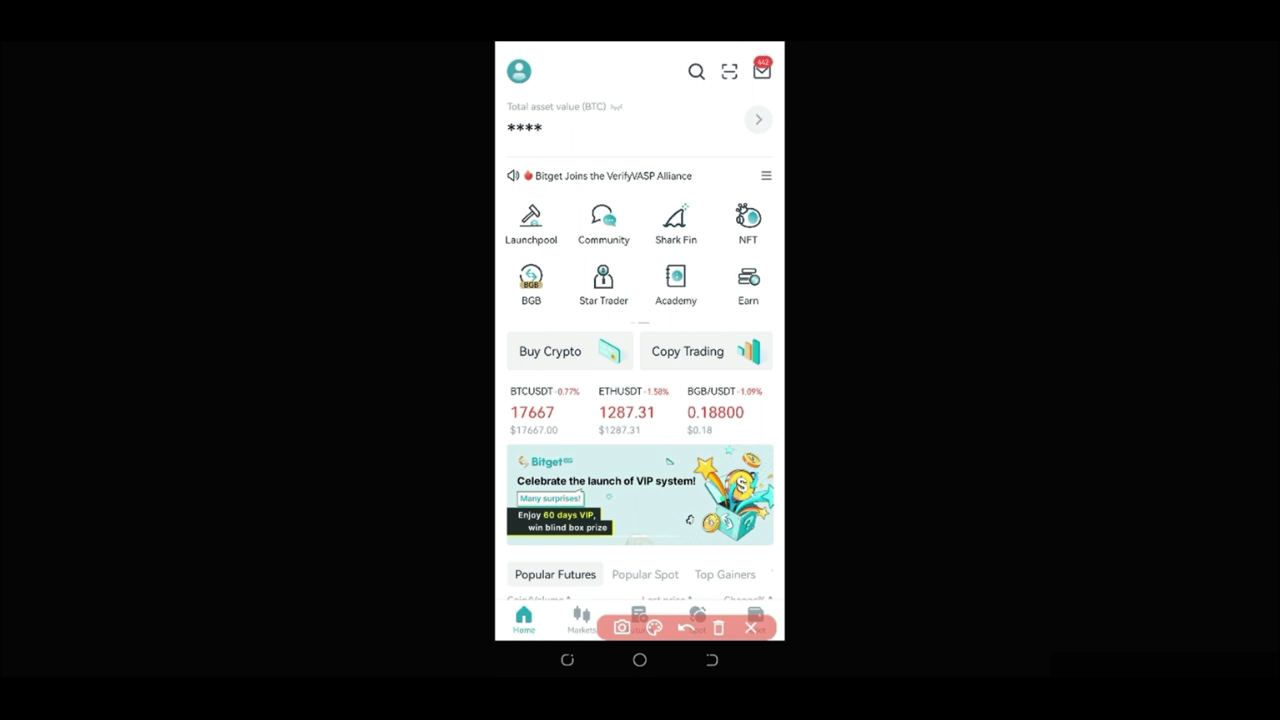 442
Total asset value (BTC)
****
Bitget Joins the VerifyVASP Alliance
Launchpool Community Shark Fin NFT
BGB
BGB Star Trader Academy Earn
Buy Crypto Copy Trading
BTCUSDT -0.77% ETHUSDT -1.58% BGB/USDT -1.09%
17667 1287.31 0.18800
$17667.00 $1287.31 $0.18
Bitget
Celebrate the launch of VIP system!
Many surprises!
Enjoy 60 days VIP,
win blind box prize
Popular Futures Popular Spot Top Gainers
Home Markets